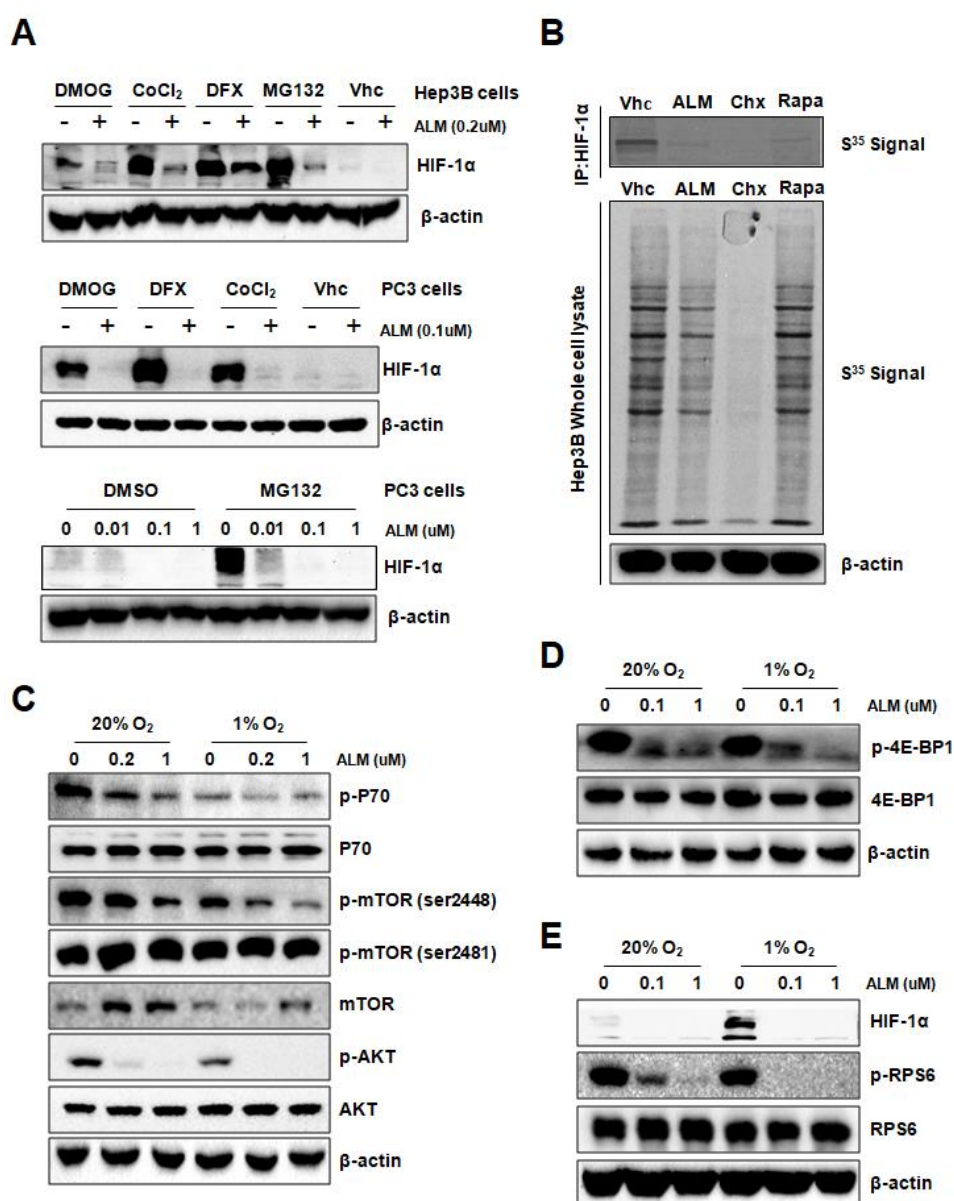 A
DMOG CoCl₂ DFX MG132 Vhc Hep3B cells
- + - + - + - + - + ALM (0.2uM)
HIF-1α
β-actin
DMOG DFX CoCl₂ Vhc PC3 cells
- + - + - + - + ALM (0.1uM)
HIF-1α
β-actin
DMSO MG132 PC3 cells
0 0.01 0.1 1 0 0.01 0.1 1 ALM (uM)
HIF-1α
β-actin
B
Vhc ALM Chx Rapa
IP:HIF-1α
S³⁵ Signal
Vhc ALM Chx Rapa
Hep3B Whole cell lysate
S³⁵ Signal
β-actin
C
20% O₂ 1% O₂
0 0.2 1 0 0.2 1 ALM (uM)
p-P70
P70
p-mTOR (ser2448)
p-mTOR (ser2481)
mTOR
p-AKT
AKT
β-actin
D
20% O₂ 1% O₂
0 0.1 1 0 0.1 1 ALM (uM)
p-4E-BP1
4E-BP1
β-actin
E
20% O₂ 1% O₂
0 0.1 1 0 0.1 1 ALM (uM)
HIF-1α
p-RPS6
RPS6
β-actin